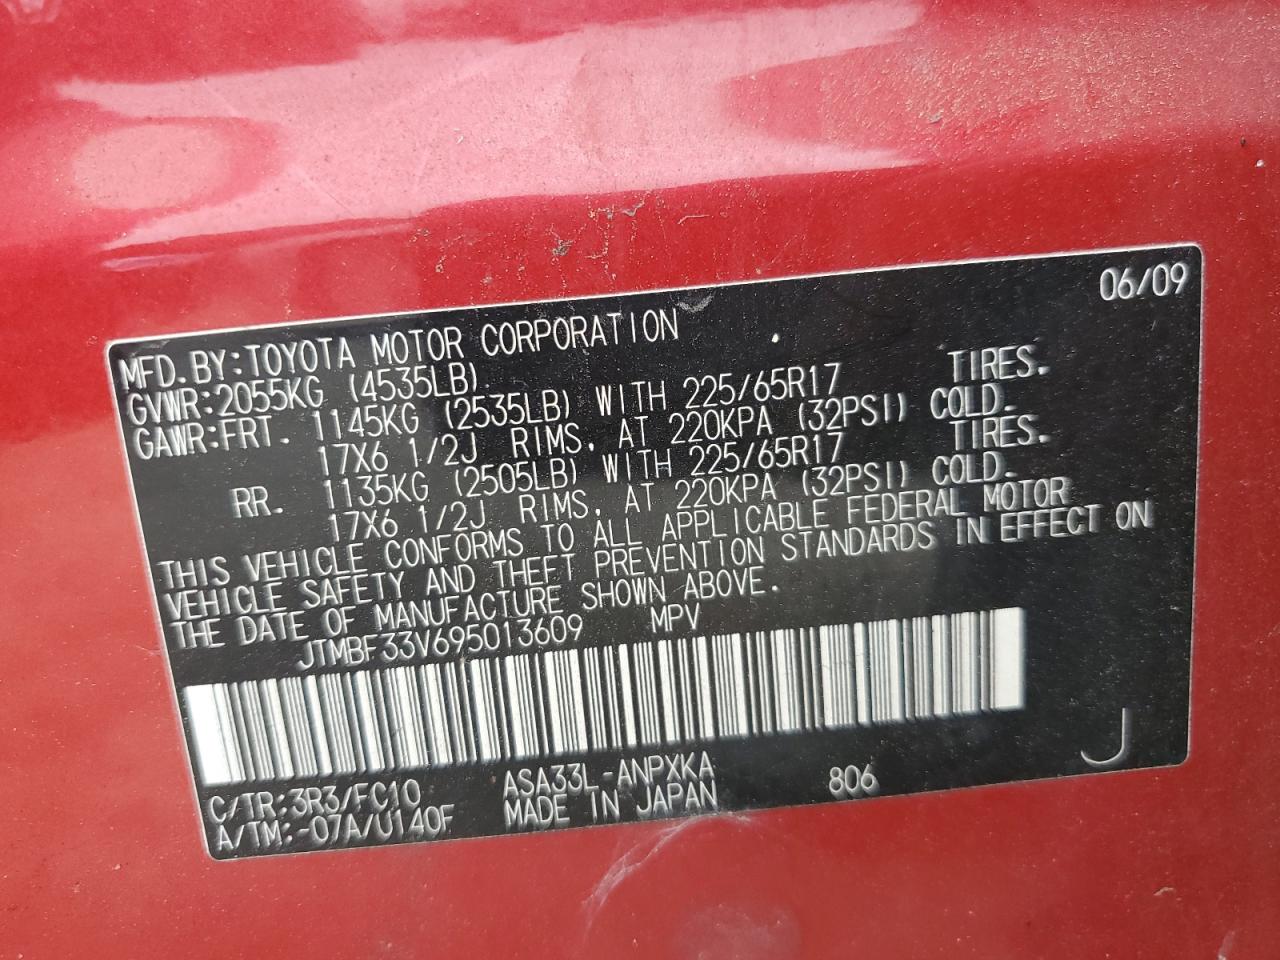 06/09
MFD. BY: TOYOTA MOTOR CORPORATION
GVWR: 2055KG (4535LB)
GAWR: FRT. 1145KG (2535LB) WITH 225/65R17 TIRES.
17X6 1/2J RIMS, AT 220KPA (32PSI) COLD.
RR. 1135KG (2505LB) WITH 225/65R17 TIRES.
17X6 1/2J RIMS, AT 220KPA (32PSI) COLD.
THIS VEHICLE CONFORMS TO ALL APPLICABLE FEDERAL MOTOR
VEHICLE SAFETY AND THEFT PREVENTION STANDARDS IN EFFECT ON
THE DATE OF MANUFACTURE SHOWN ABOVE.
JTMBF33V695013609 MPV
C/TR: 3R3/FC10 ASA33L-ANPXKA 806
A/TM: -07A/U140F MADE IN JAPAN
J